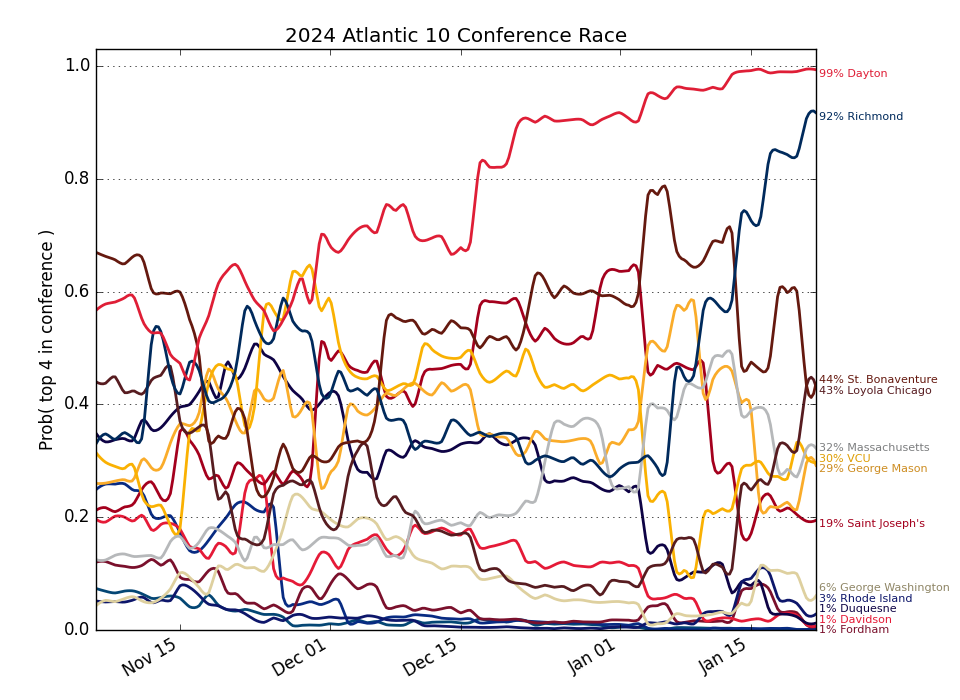 2024 Atlantic 10 Conference Race
Prob( top 4 in conference )
1.0
0.8
0.6
0.4
0.2
0.0
Nov 15
Dec 01
Dec 15
Jan 01
Jan 15
99% Dayton
92% Richmond
44% St. Bonaventure
43% Loyola Chicago
32% Massachusetts
30% VCU
29% George Mason
19% Saint Joseph's
6% George Washington
3% Rhode Island
1% Duquesne
1% Davidson
1% Fordham